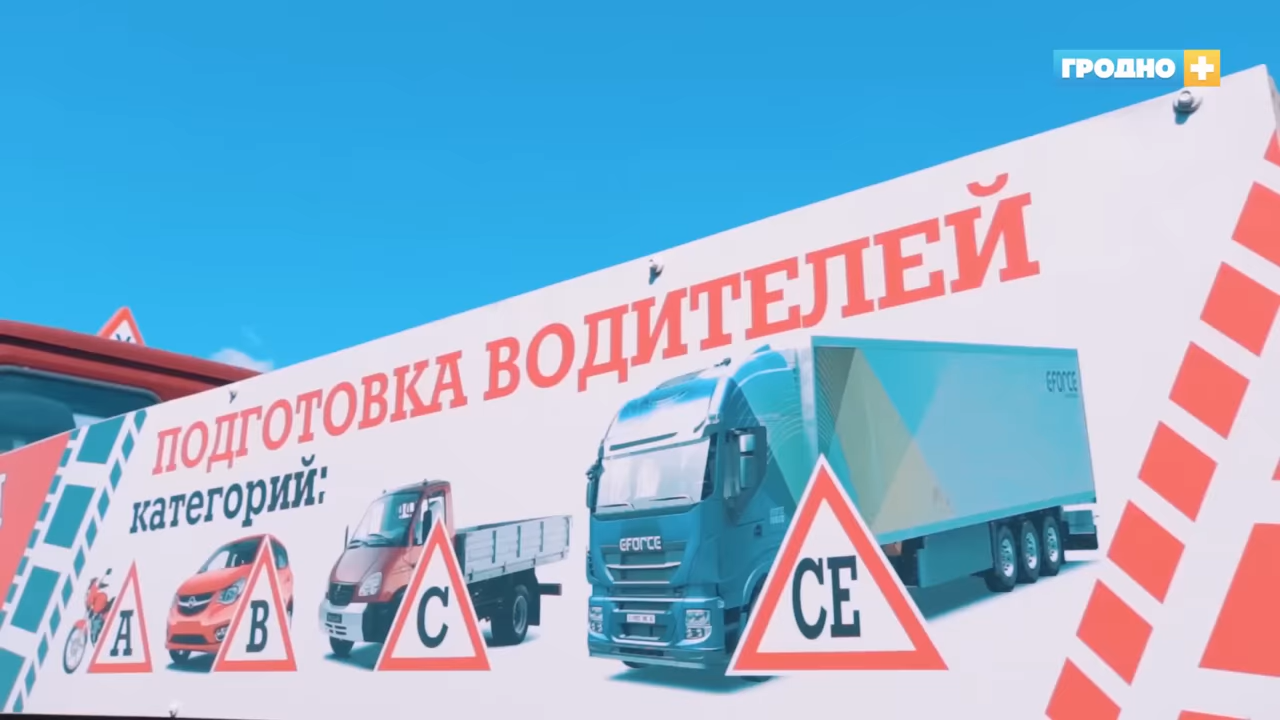 ГРОДНО +
ПОДГОТОВКА ВОДИТЕЛЕЙ
категорий:
A
B
C
CE
EFORCE
EFORCE